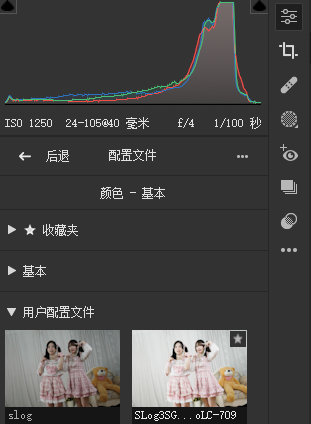 ISO 1250 24-105@40 毫米 f/4 1/100 秒
后退 配置文件
颜色 - 基本
收藏夹
基本
用户配置文件
slog SLog3SG...oLC-709